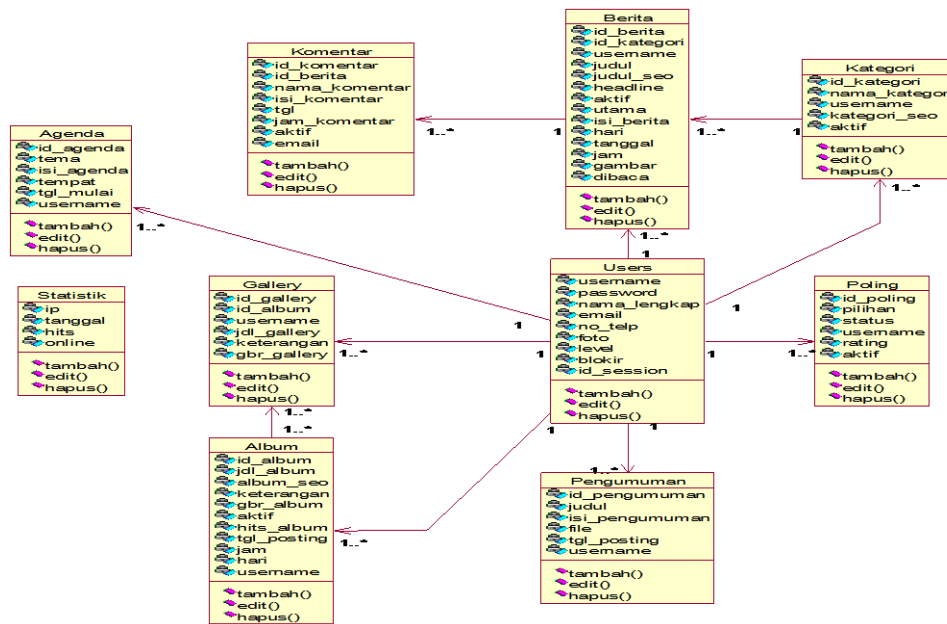 Berita
id_berita
id_kategori
username
judul
judul_seo
headline
aktif
utama
isi_berita
hari
tanggal
jam
gambar
dibaca
tambah()
edit()
hapus()
Komentar
id_komentar
id_berita
nama_komentar
isi_komentar
tgl
jam_komentar
aktif
email
tambah()
edit()
hapus()
Kategori
id_kategori
nama_kategori
username
kategori_seo
aktif
tambah()
edit()
hapus()
1..*
1
1..*
1
Agenda
id_agenda
tema
isi_agenda
tempat
tgl_mulai
username
tambah()
edit()
hapus()
1..*
1..*
1
1..*
Statistik
ip
tanggal
hits
online
tambah()
edit()
hapus()
Gallery
id_gallery
id_album
username
jdl_gallery
keterangan
gbr_gallery
tambah()
edit()
hapus()
1..*
1..*
1..*
Users
username
password
nama_lengkap
email
no_telp
foto
level
blokir
id_session
tambah()
edit()
hapus()
1
1
1
1
1
1
Poling
id_poling
pilihan
status
username
rating
aktif
tambah()
edit()
hapus()
1..*
Album
id_album
jdl_album
album_seo
keterangan
gbr_album
aktif
hits_album
tgl_posting
jam
hari
username
tambah()
edit()
hapus()
1..*
1..*
Pengumuman
id_pengumuman
judul
isi_pengumuman
file
tgl_posting
username
tambah()
edit()
hapus()